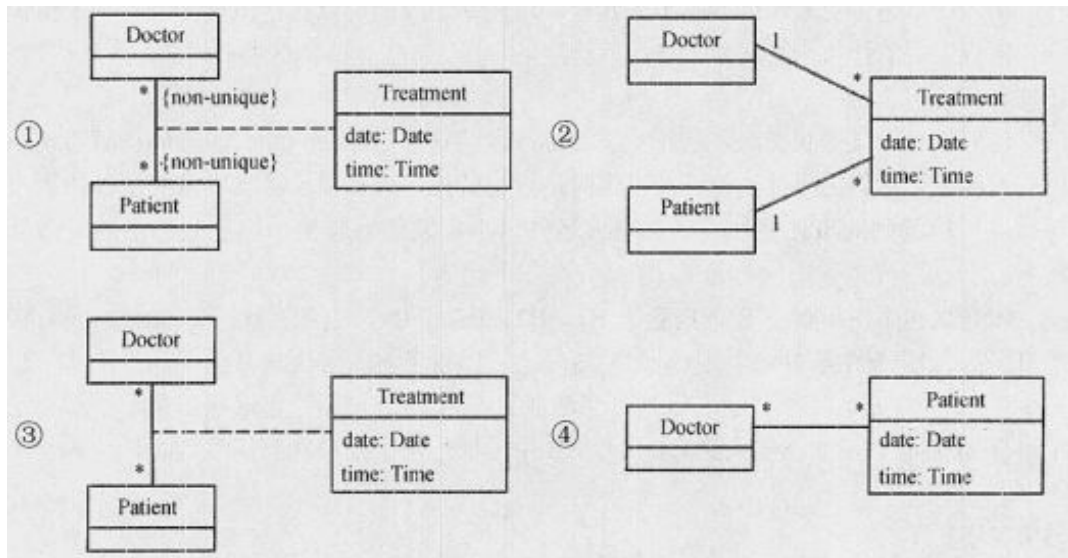 ①
Doctor
*
{non-unique}
* {non-unique}
Patient
Treatment
date: Date
time: Time
②
Doctor
1
*
Treatment
date: Date
time: Time
*
Patient
1
③
Doctor
*
*
Patient
Treatment
date: Date
time: Time
④
Doctor
* *
Patient
date: Date
time: Time